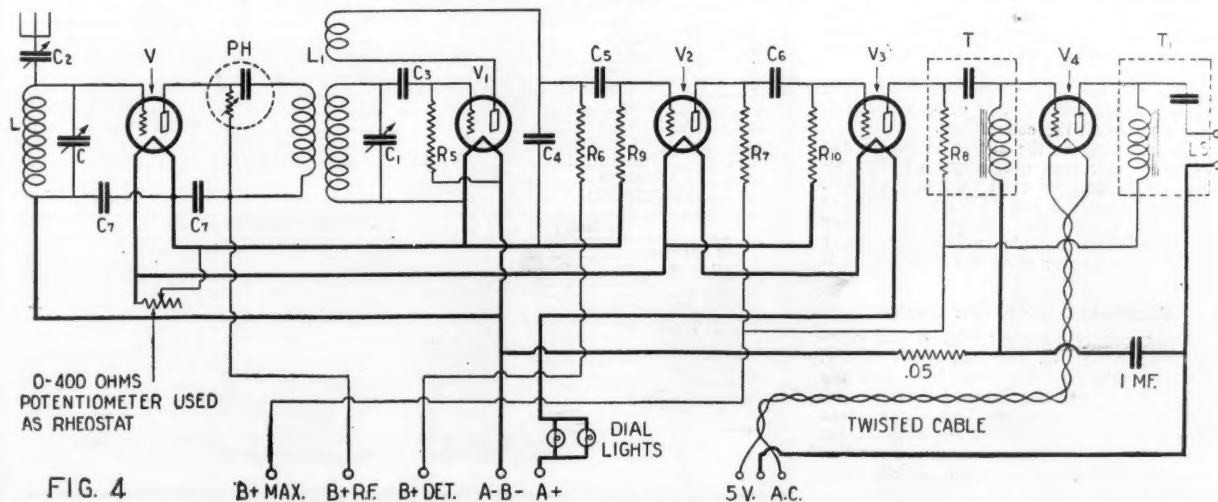 C2
V
PH
L1
C3
V1
C5
V2
C6
V3
T
V4
T1
L
C
C1
R5
C4
R6
R9
R7
R10
R8
L.S.
C7
C7
0-400 OHMS
POTENTIOMETER USED
AS RHEOSTAT
.05
1 MF.
DIAL
LIGHTS
TWISTED CABLE
FIG. 4
B+ MAX.
B+ R.F.
B+ DET.
A- B-
A+
5 V. A.C.